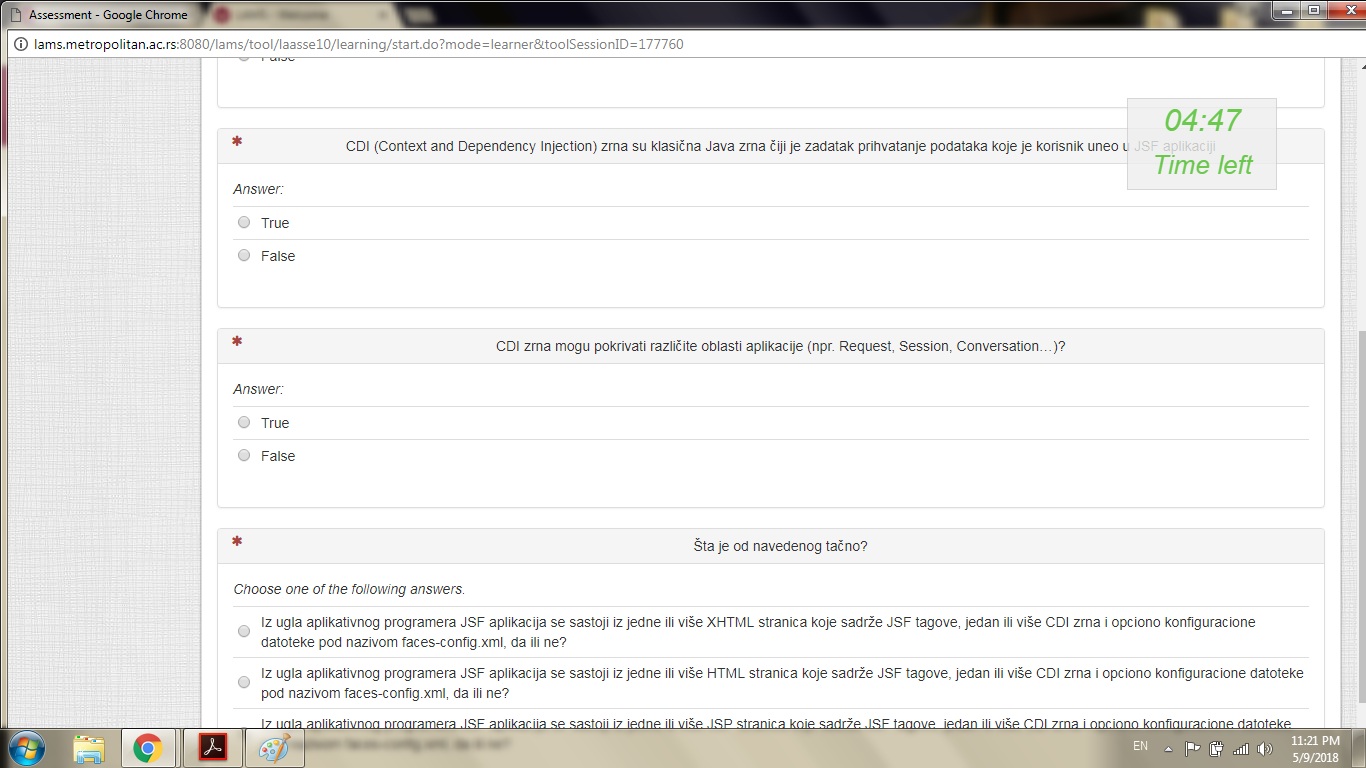 Assessment - Google Chrome
lams.metropolitan.ac.rs:8080/lams/tool/laasse10/learning/start.do?mode=learner&toolSessionID=177760
False
04:47
Time left
* CDI (Context and Dependency Injection) zrna su klasična Java zrna čiji je zadatak prihvatanje podataka koje je korisnik uneo u JSF aplikaciji
Answer:
True
False
* CDI zrna mogu pokrivati različite oblasti aplikacije (npr. Request, Session, Conversation…)?
Answer:
True
False
* Šta je od navedenog tačno?
Choose one of the following answers.
Iz ugla aplikativnog programera JSF aplikacija se sastoji iz jedne ili više XHTML stranica koje sadrže JSF tagove, jedan ili više CDI zrna i opciono konfiguracione
datoteke pod nazivom faces-config.xml, da ili ne?
Iz ugla aplikativnog programera JSF aplikacija se sastoji iz jedne ili više HTML stranica koje sadrže JSF tagove, jedan ili više CDI zrna i opciono konfiguracione datoteke
pod nazivom faces-config.xml, da ili ne?
Iz ugla aplikativnog programera JSF aplikacija se sastoji iz jedne ili više JSP stranica koje sadrže JSF tagove, jedan ili više CDI zrna i opciono konfiguracione datoteke
faces-config.xml, da ili ne?
EN
11:21 PM
5/9/2018